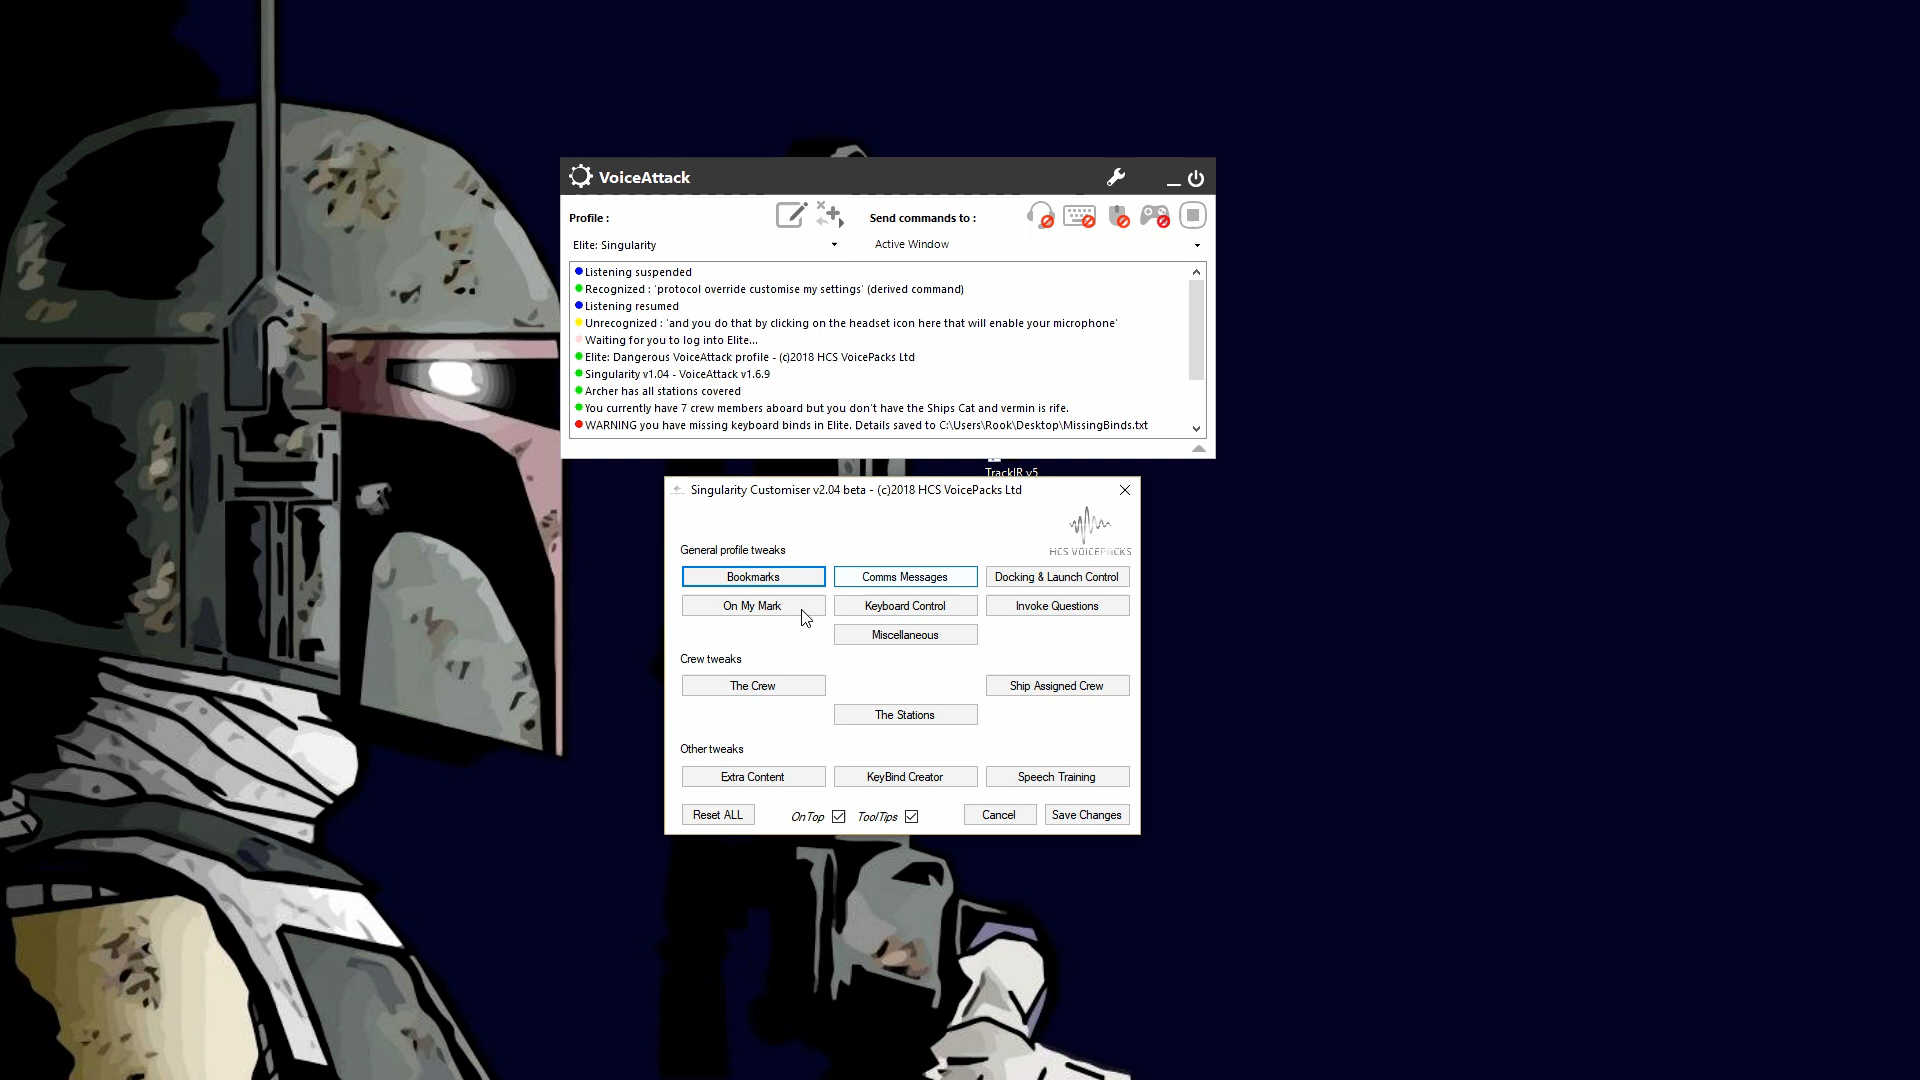 VoiceAttack
Profile :
Send commands to :
Elite: Singularity
Active Window
Listening suspended
Recognized : 'protocol override customise my settings' (derived command)
Listening resumed
Unrecognized : 'and you do that by clicking on the headset icon here that will enable your microphone'
Waiting for you to log into Elite...
Elite: Dangerous VoiceAttack profile - (c)2018 HCS VoicePacks Ltd
Singularity v1.04 - VoiceAttack v1.6.9
Archer has all stations covered
You currently have 7 crew members aboard but you don't have the Ships Cat and vermin is rife.
WARNING you have missing keyboard binds in Elite. Details saved to C:\Users\Rook\Desktop\MissingBinds.txt
TrackIR v5
Singularity Customiser v2.04 beta - (c)2018 HCS VoicePacks Ltd
HCS VOICEPACKS
General profile tweaks
Bookmarks
Comms Messages
Docking & Launch Control
On My Mark
Keyboard Control
Invoke Questions
Miscellaneous
Crew tweaks
The Crew
Ship Assigned Crew
The Stations
Other tweaks
Extra Content
KeyBind Creator
Speech Training
Reset ALL
OnTop
ToolTips
Cancel
Save Changes